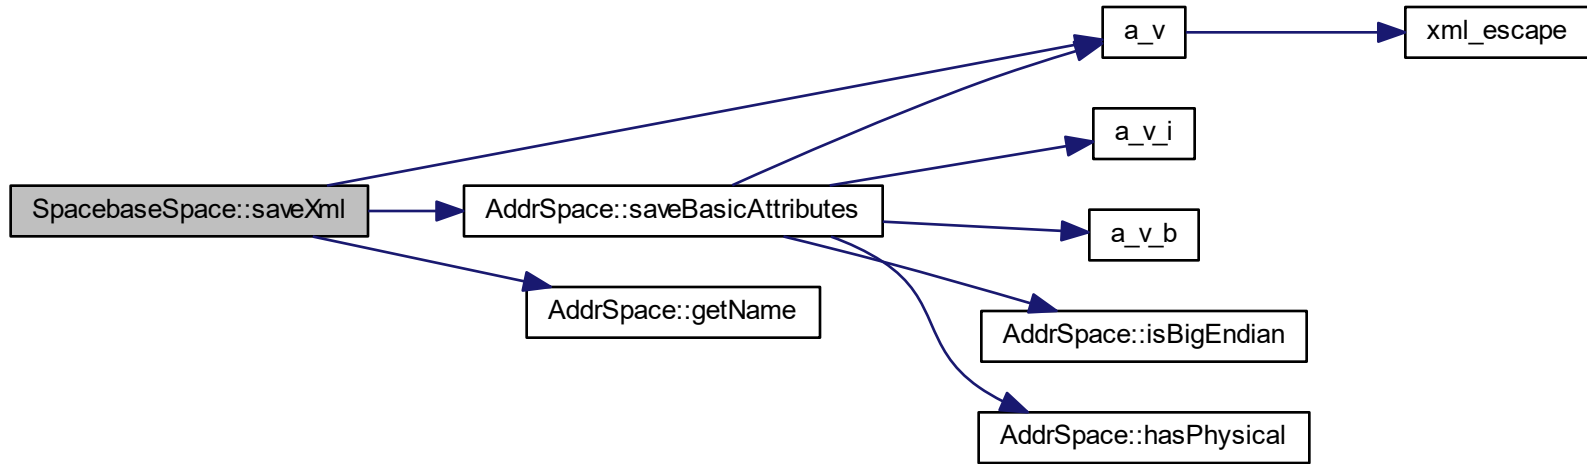 a_v
xml_escape
a_v_i
SpacebaseSpace::saveXml
AddrSpace::saveBasicAttributes
a_v_b
AddrSpace::getName
AddrSpace::isBigEndian
AddrSpace::hasPhysical